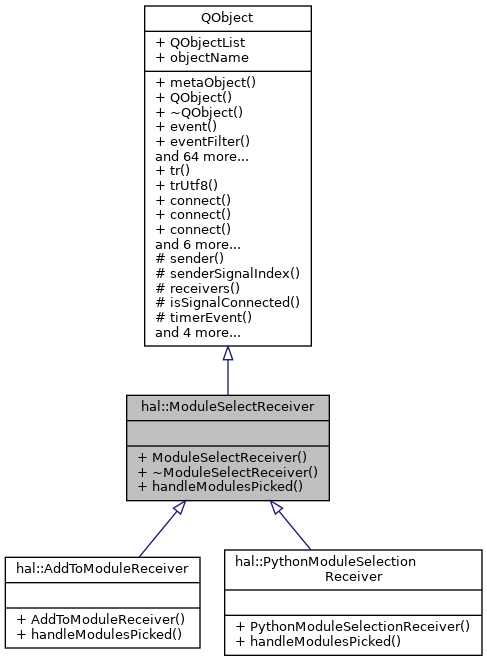 QObject
+ QObjectList
+ objectName
+ metaObject()
+ QObject()
+ ~QObject()
+ event()
+ eventFilter()
and 64 more...
+ tr()
+ trUtf8()
+ connect()
+ connect()
+ connect()
and 6 more...
# sender()
# senderSignalIndex()
# receivers()
# isSignalConnected()
# timerEvent()
and 4 more...
hal::ModuleSelectReceiver
+ ModuleSelectReceiver()
+ ~ModuleSelectReceiver()
+ handleModulesPicked()
hal::AddToModuleReceiver
+ AddToModuleReceiver()
+ handleModulesPicked()
hal::PythonModuleSelection
Receiver
+ PythonModuleSelectionReceiver()
+ handleModulesPicked()